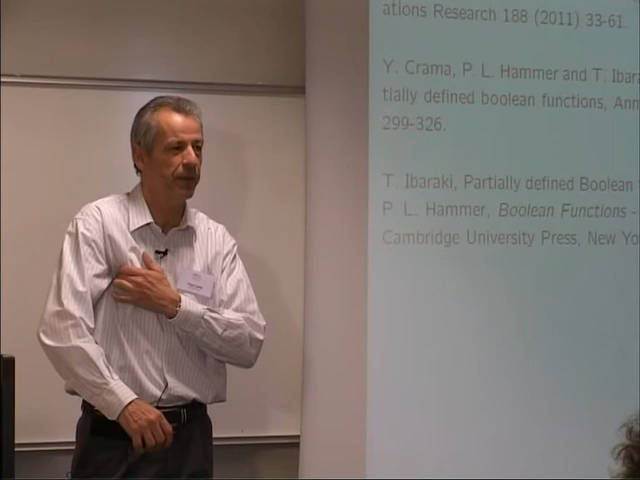 ations Research 188 (2011) 33-61.
Y. Crama, P. L. Hammer and T. Ibara
tially defined boolean functions, Ann
299-326.
T. Ibaraki, Partially defined Boolean
P. L. Hammer, Boolean Functions -
Cambridge University Press, New Yo